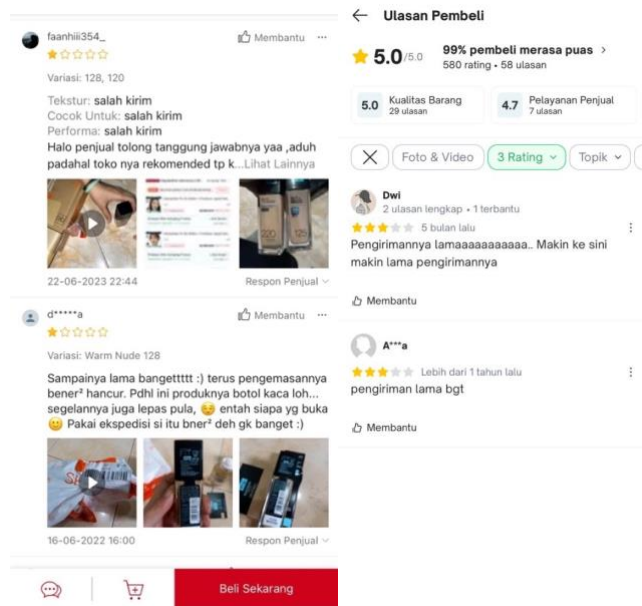 faanhiii354_
Membantu
Variasi: 128, 120
Tekstur: salah kirim
Cocok Untuk: salah kirim
Performa: salah kirim
Halo penjual tolong tanggung jawabnya yaa ,aduh
padahal toko nya rekomended tp k...Lihat Lainnya
220
128
22-06-2023 22:44
Respon Penjual
d*****a
Membantu
Variasi: Warm Nude 128
Sampainya lama bangettttt :) terus pengemasannya
bener² hancur. Pdhl ini produknya botol kaca loh...
segelannya juga lepas pula, 😌 entah siapa yg buka
🙂 Pakai ekspedisi si itu bner² deh gk banget :)
16-06-2022 16:00
Respon Penjual
Beli Sekarang
Ulasan Pembeli
5.0/5.0
99% pembeli merasa puas
580 rating • 58 ulasan
5.0
Kualitas Barang
29 ulasan
4.7
Pelayanan Penjual
7 ulasan
Foto & Video
3 Rating
Topik
Dwi
2 ulasan lengkap • 1 terbantu
5 bulan lalu
Pengirimannya lamaaaaaaaaaaa.. Makin ke sini
makin lama pengirimannya
Membantu
A***a
Lebih dari 1 tahun lalu
pengiriman lama bgt
Membantu